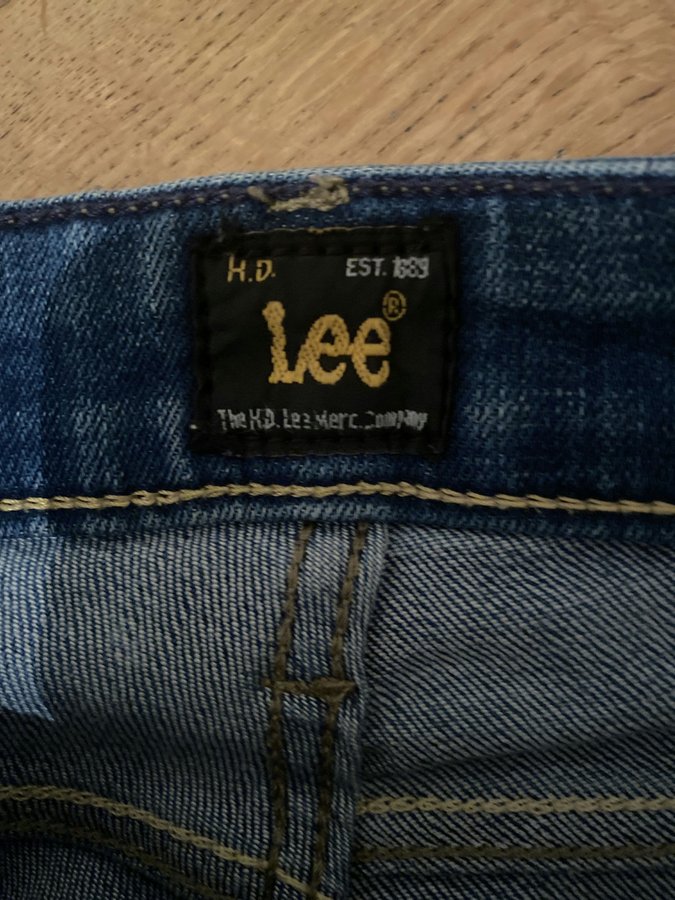 H.D. EST. 1889
Lee®
The H.D. Lee Merc. Company